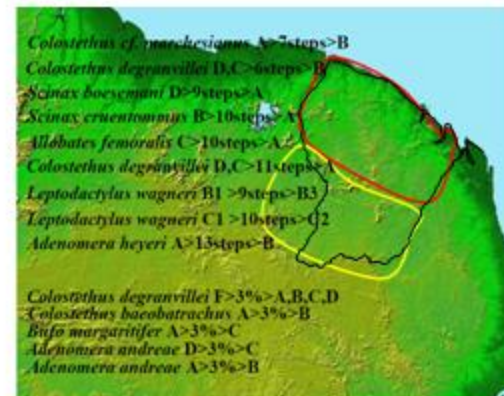 Colostethus cf. marchesianus A>7steps>B
Colostethus degranvillei D,C>6steps>B
Scinax boesemani D>9steps>A
Scinax cruentommus B>10steps>A
Allobates femoralis C>10steps>A
Colostethus degranvillei D,C>11steps>A
Leptodactylus wagneri B1 >9steps>B3
Leptodactylus wagneri C1 >10steps>C2
Adenomera heyeri A>13steps>B
Colostethus degranvillei F>3%>A,B,C,D
Colostethus baeobatrachus A>3%>B
Bufo margaritifer A>3%>C
Adenomera andreae D>3%>C
Adenomera andreae A>3%>B